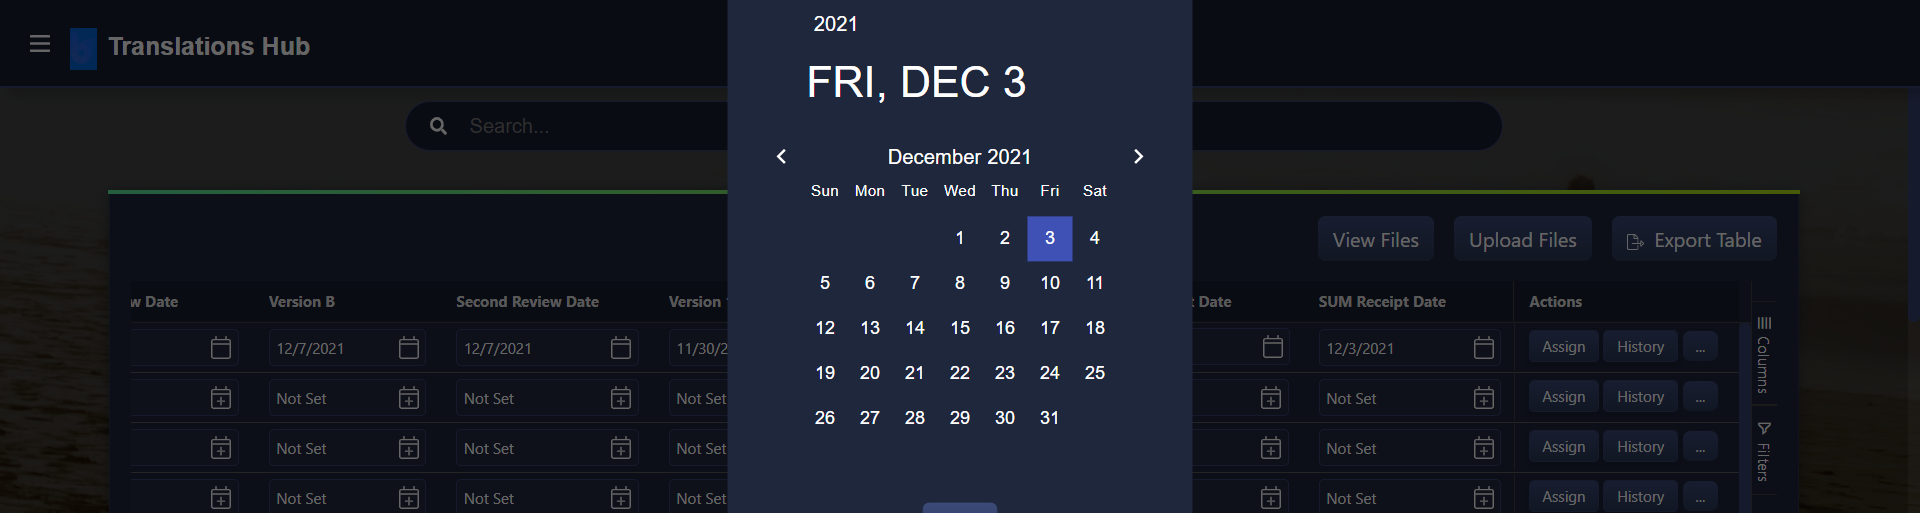 Translations Hub
Search...
2021
FRI, DEC 3
December 2021
Sun Mon Tue Wed Thu Fri Sat
1 2 3 4
5 6 7 8 9 10 11
12 13 14 15 16 17 18
19 20 21 22 23 24 25
26 27 28 29 30 31
View Files Upload Files Export Table
Date Version B Second Review Date Version Date SUM Receipt Date Actions
12/7/2021 12/7/2021 11/30/2 12/3/2021 Assign History ...
Not Set Not Set Not Set Not Set Assign History ...
Not Set Not Set Not Set Not Set Assign History ...
Not Set Not Set Not Set Not Set Assign History ...
Columns
Filters